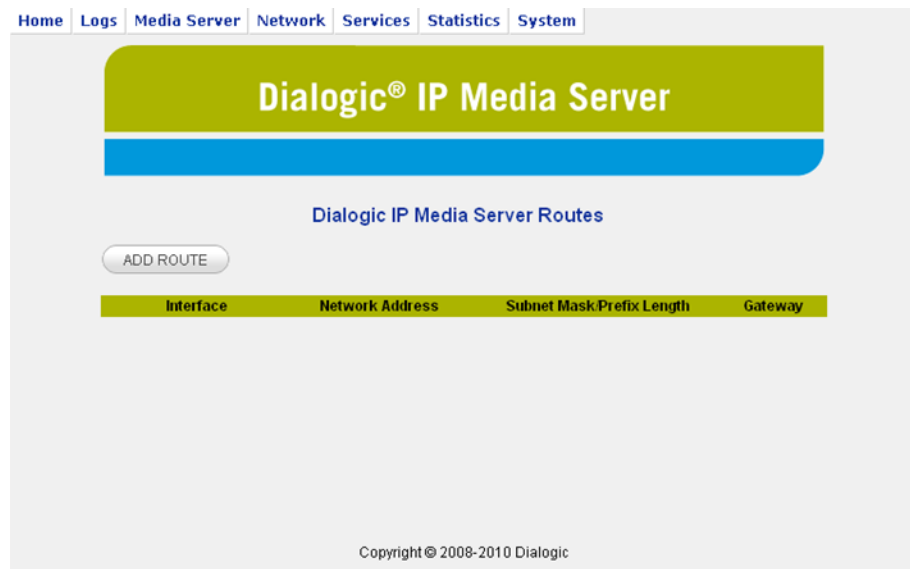 Home Logs Media Server Network Services Statistics System
Dialogic® IP Media Server
Dialogic IP Media Server Routes
ADD ROUTE
Interface Network Address Subnet Mask/Prefix Length Gateway
Copyright © 2008-2010 Dialogic